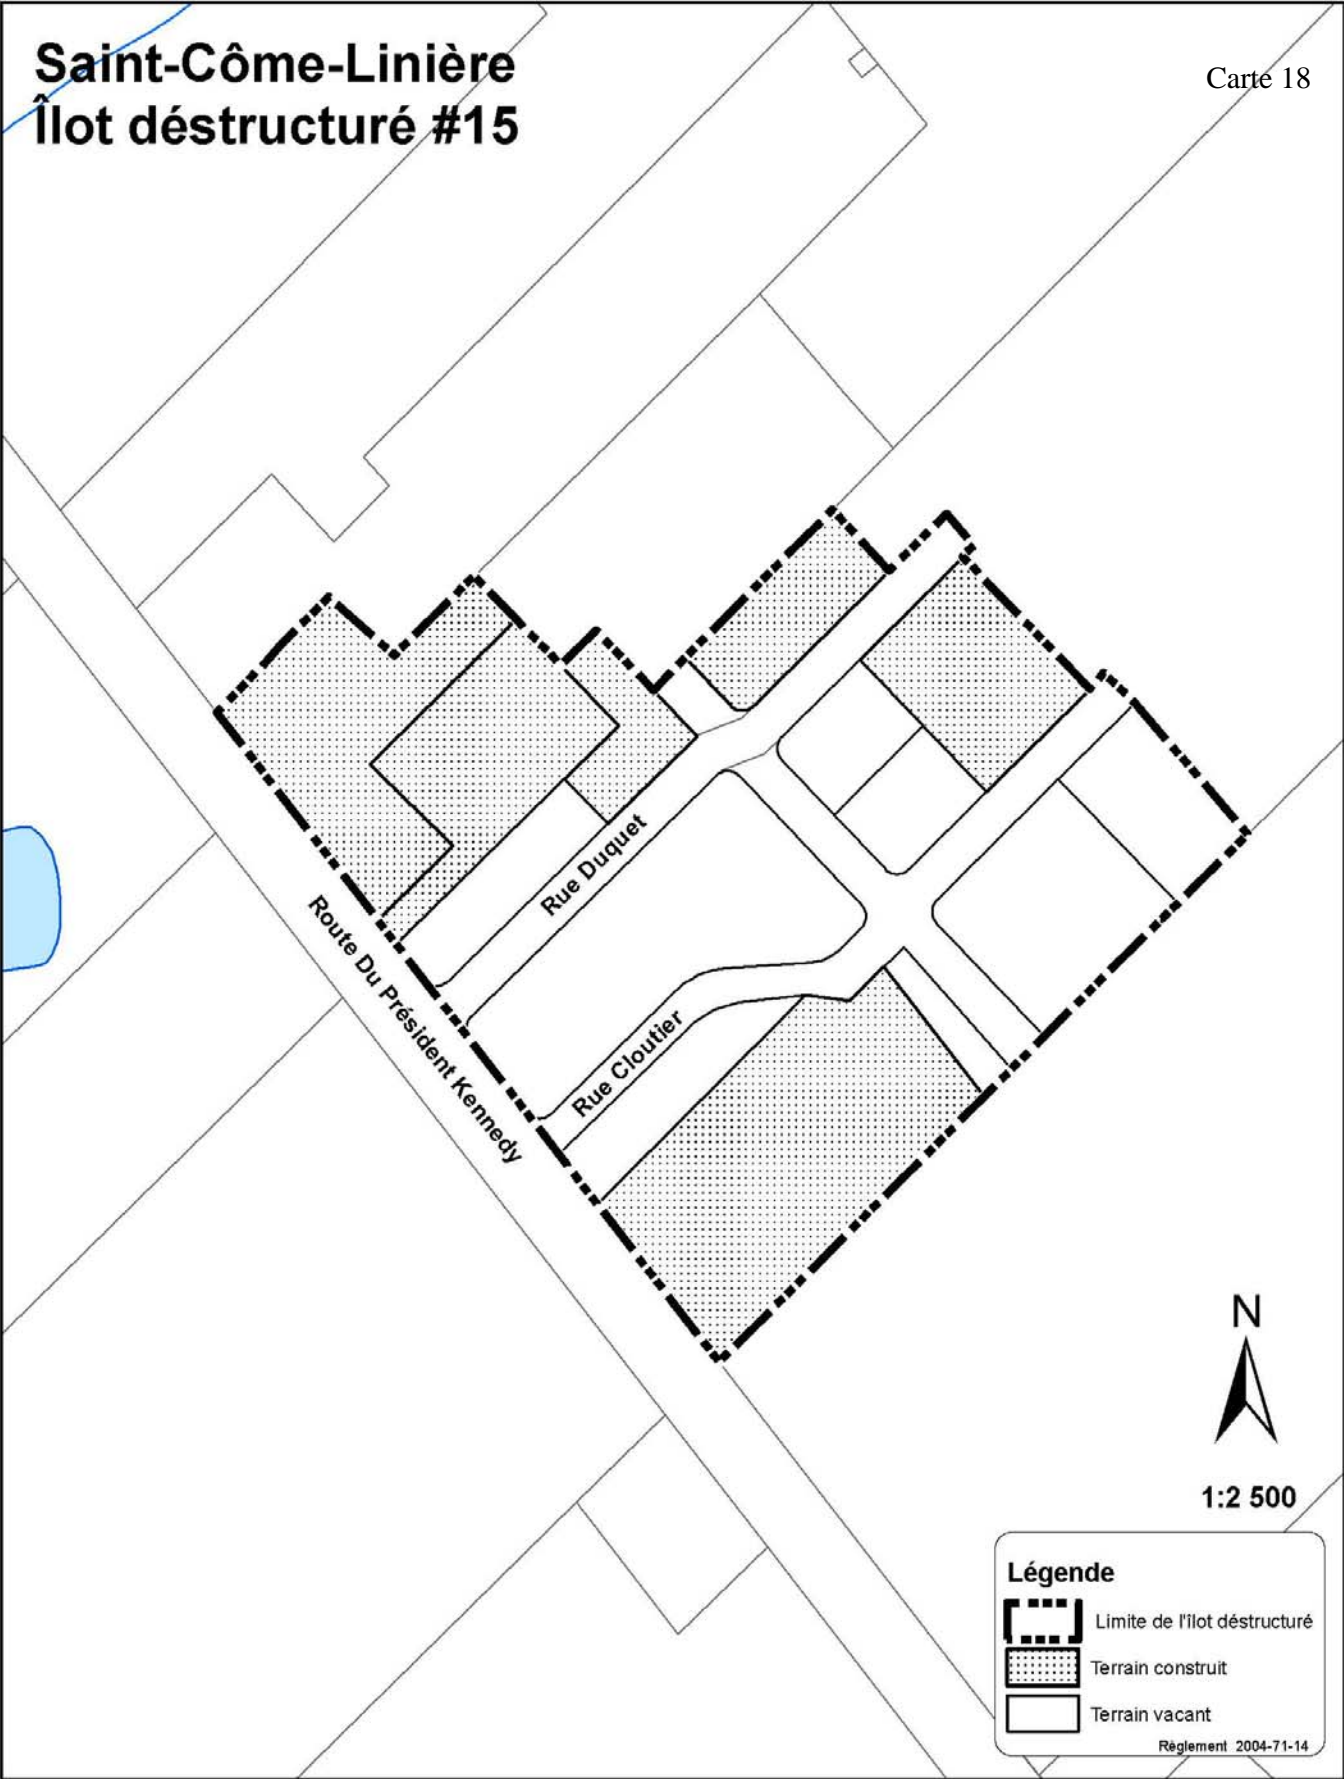 Saint-Côme-Linière
Îlot déstructuré #15
Carte 18
Rue Duquet
Route Du Président Kennedy
Rue Cloutier
N
1:2 500
Légende
Limite de l'îlot déstructuré
Terrain construit
Terrain vacant
Règlement 2004-71-14